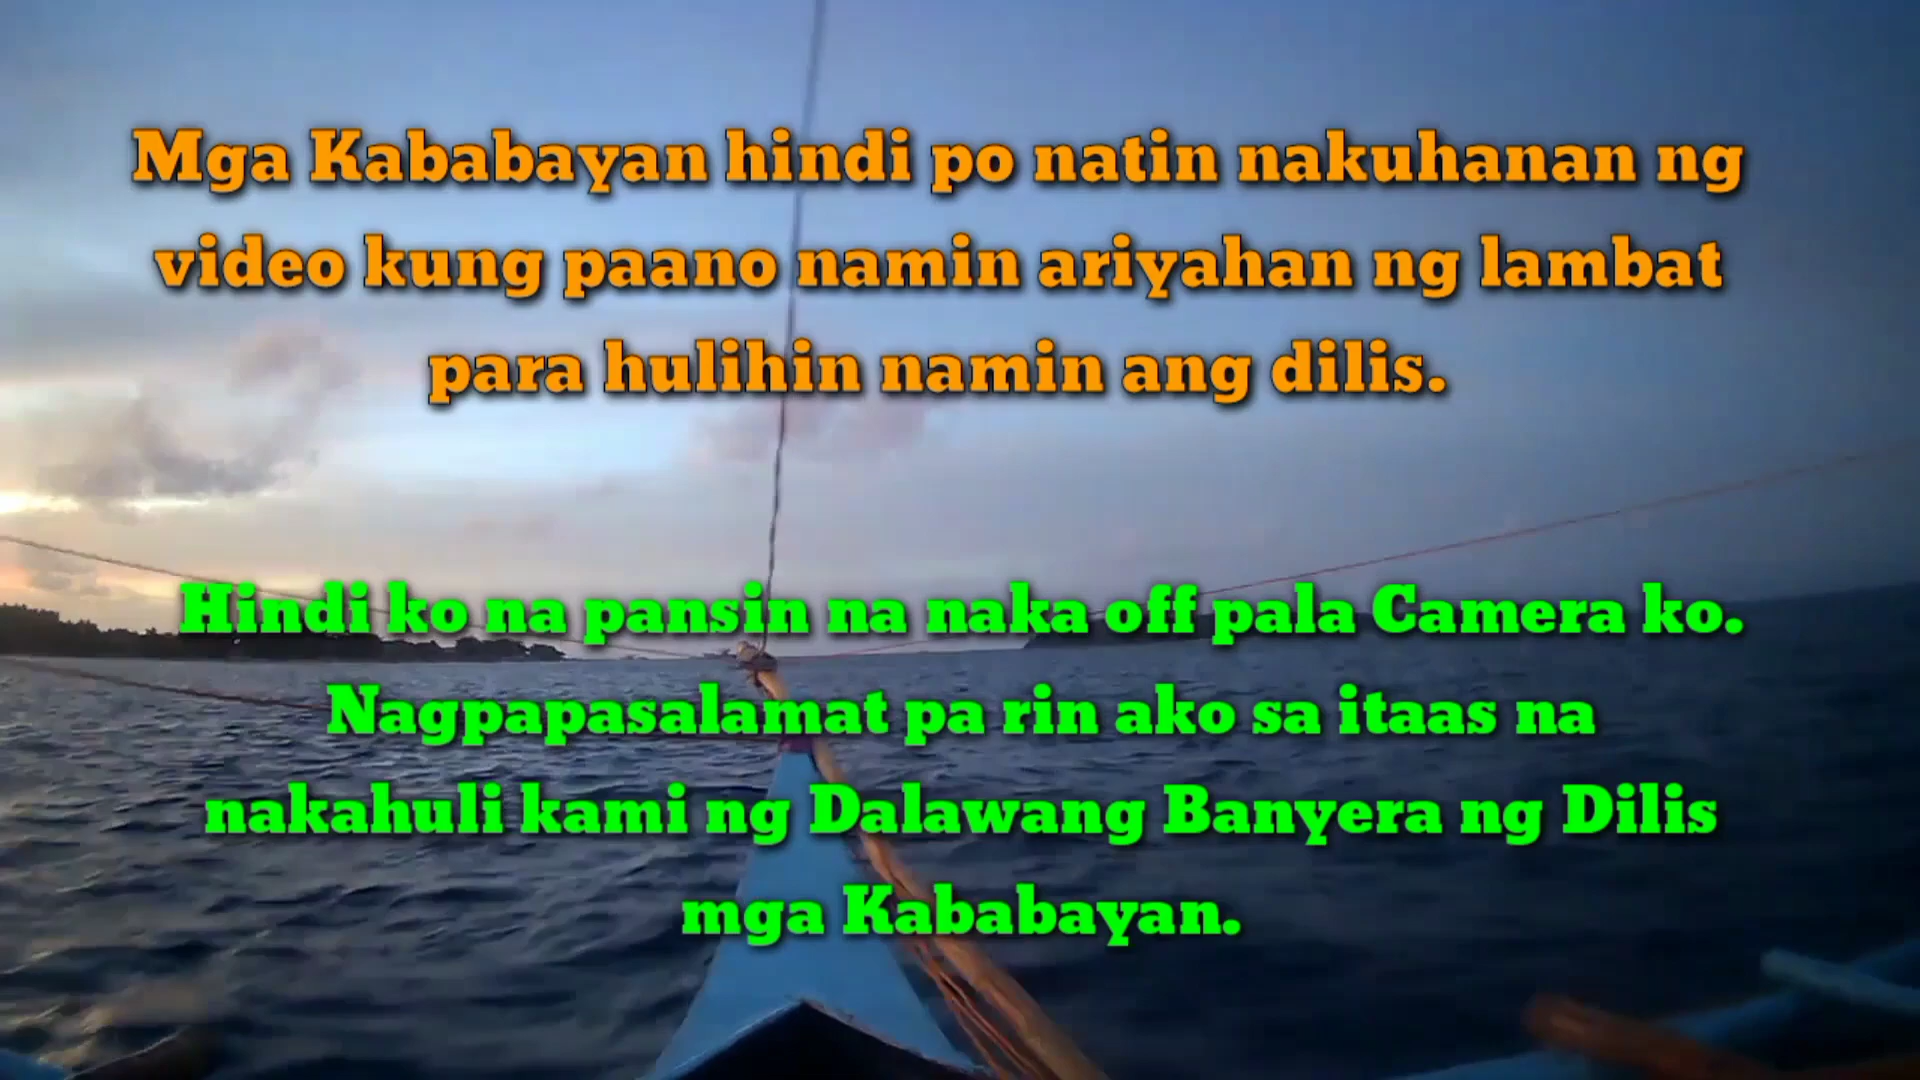 Mga Kababayan hindi po natin nakuhanan ng
video kung paano namin ariyahan ng lambat
para hulihin namin ang dilis.
Hindi ko na pansin na naka off pala Camera ko.
Nagpapasalamat pa rin ako sa itaas na
nakahuli kami ng Dalawang Banyera ng Dilis
mga Kababayan.